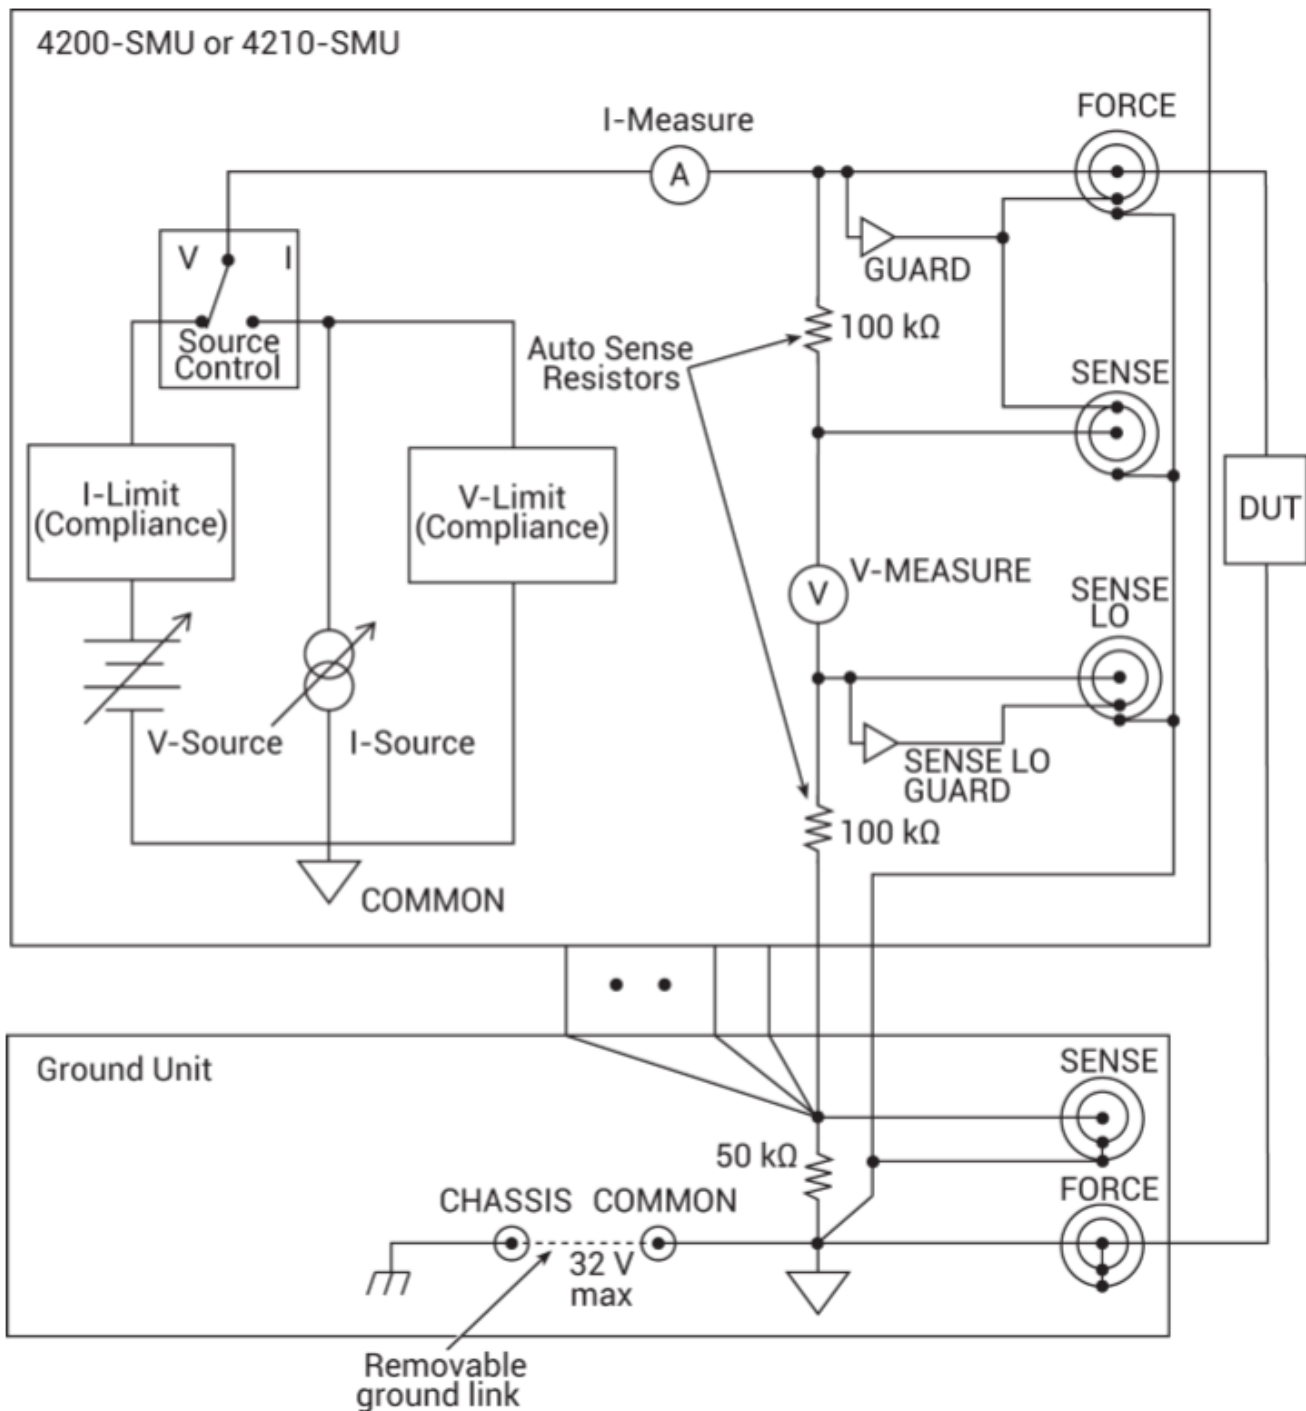 4200-SMU or 4210-SMU
I-Measure
A
FORCE
V
I
Source
Control
GUARD
100 kΩ
Auto Sense
Resistors
SENSE
I-Limit
(Compliance)
V-Limit
(Compliance)
DUT
V
V-MEASURE
SENSE
LO
V-Source
I-Source
SENSE LO
GUARD
100 kΩ
COMMON
Ground Unit
SENSE
50 kΩ
CHASSIS
COMMON
FORCE
32 V
max
Removable
ground link